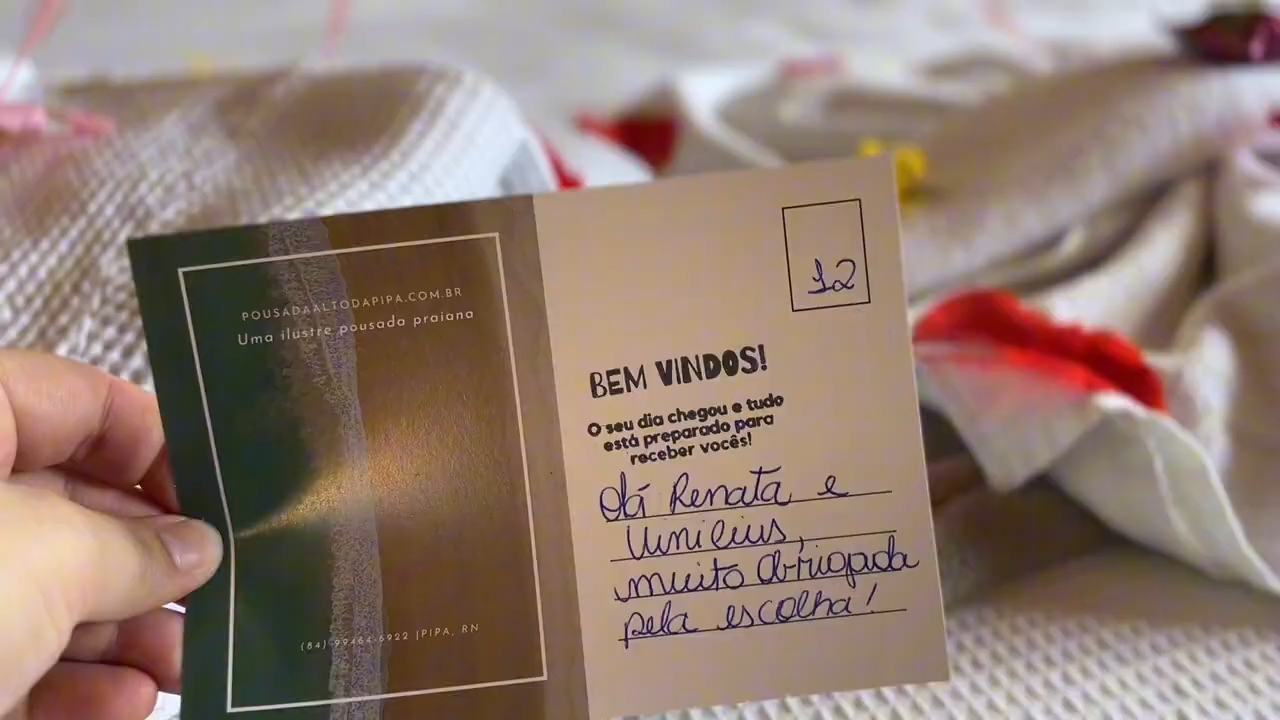 POUSADAALTODAPIPA.COM.BR
Uma ilustre pousada praiana
(84) 99464-6922 |PIPA, RN
12
BEM VINDOS!
O seu dia chegou e tudo
está preparado para
receber vocês!
Olá Renata e
Vinicius,
muito obrigada
pela escolha!